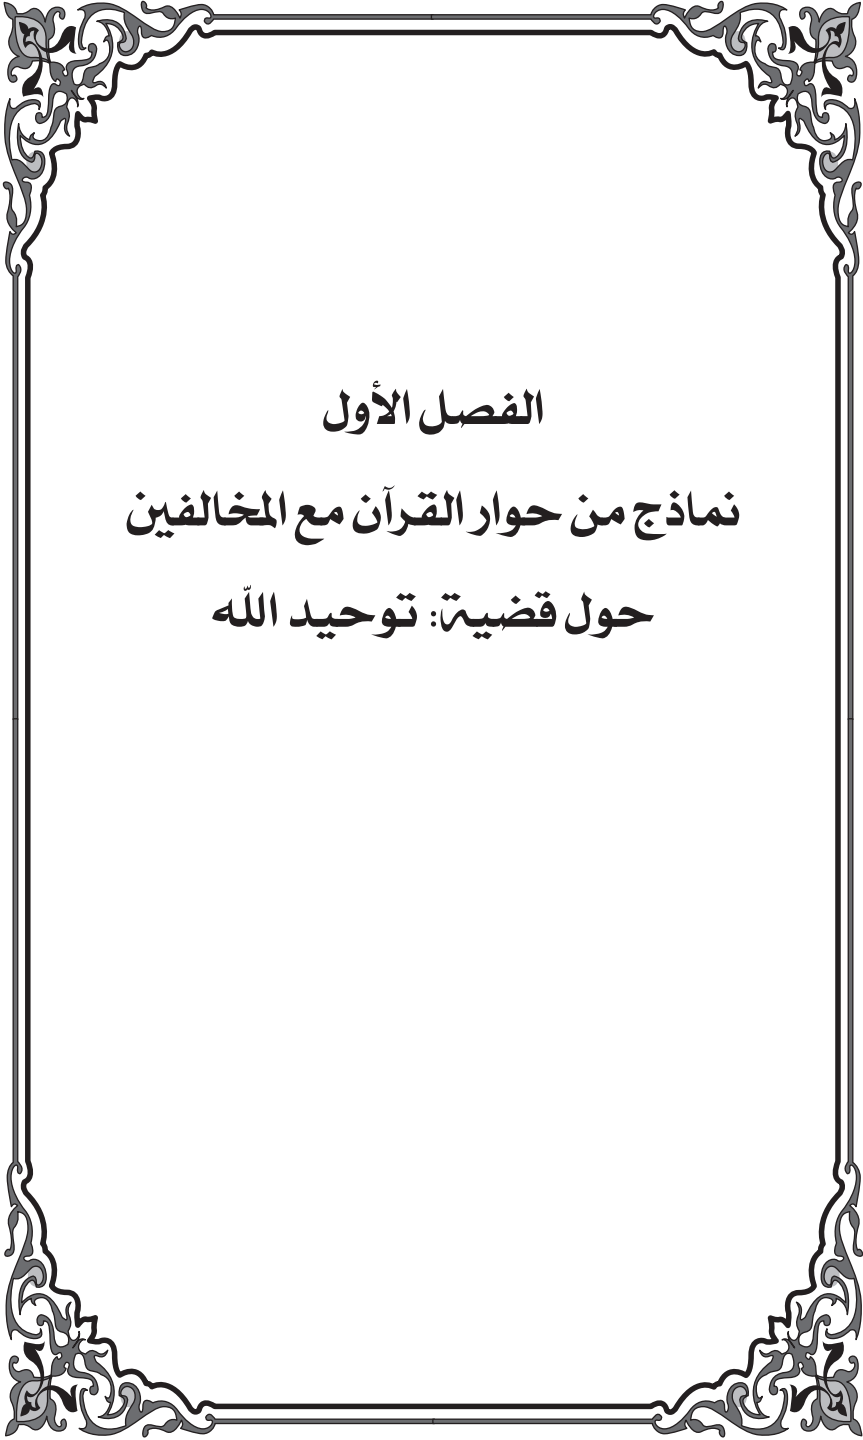 الفصل الأول
نماذج من حوار القرآن مع المخالفين
حول قضية: توحيد الله